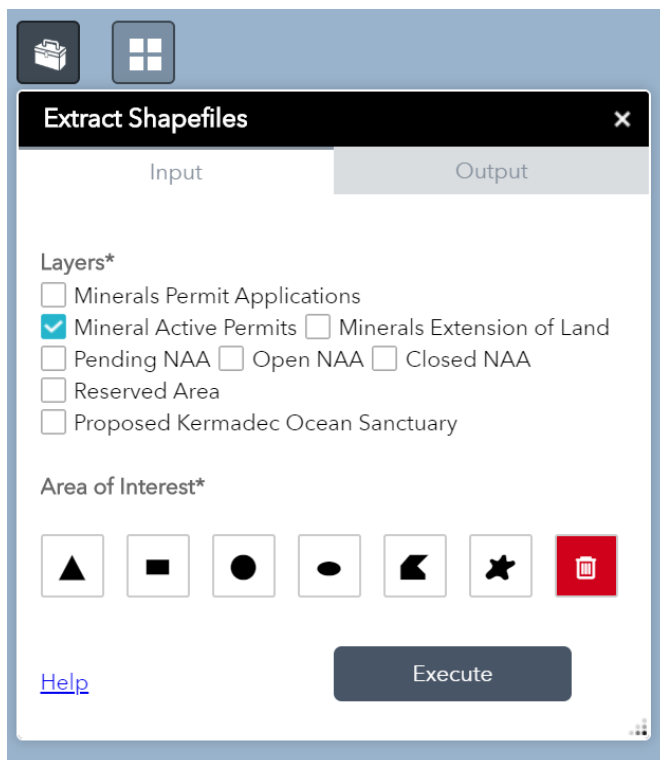 Extract Shapefiles ×
Input Output
Layers*
Minerals Permit Applications
Mineral Active Permits Minerals Extension of Land
Pending NAA Open NAA Closed NAA
Reserved Area
Proposed Kermadec Ocean Sanctuary
Area of Interest*
Help Execute